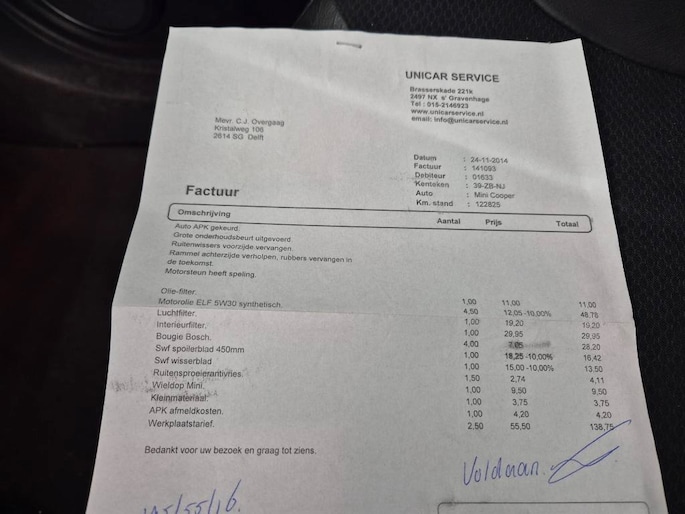 UNICAR SERVICE
Brasserskade 221k
2497 NX s' Gravenhage
Tel : 015-2146923
www.unicarservice.nl
email: info@unicarservice.nl
Mevr. C.J. Overgaag
Kristalweg 106
2614 SG Delft
Datum : 24-11-2014
Factuur : 141093
Debiteur : 01633
Kenteken : 39-ZB-NJ
Auto : Mini Cooper
Km. stand : 122825
Factuur
Omschrijving Aantal Prijs Totaal
Auto APK gekeurd.
Grote onderhoudsbeurt uitgevoerd.
Ruitenwissers voorzijde vervangen.
Rammel achterzijde verholpen, rubbers vervangen in
de toekomst.
Motorsteun heeft speling.
Olie-filter. 1,00 11,00 11,00
Motorolie ELF 5W30 synthetisch. 4,50 12,05 -10,00% 48,78
Luchtfilter. 1,00 19,20 19,20
Interieurfilter. 1,00 29,95 29,95
Bougie Bosch. 4,00 7,05 28,20
Swf spoilerblad 450mm 1,00 18,25 -10,00% 16,42
Swf wisserblad 1,00 15,00 -10,00% 13,50
Ruitensproeierantivries. 1,50 2,74 4,11
Wieldop Mini. 1,00 9,50 9,50
Kleinmateriaal. 1,00 3,75 3,75
APK afmeldkosten. 1,00 4,20 4,20
Werkplaatstarief. 2,50 55,50 138,75
Bedankt voor uw bezoek en graag tot ziens.
Voldaan.